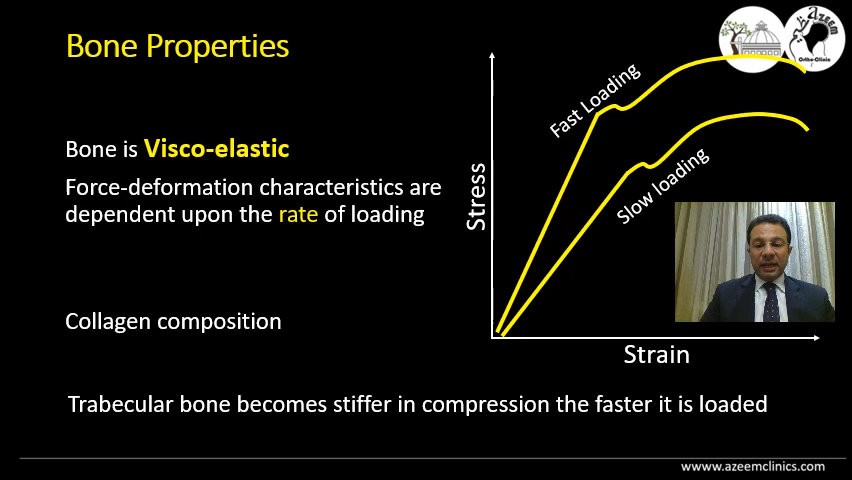 Bone Properties
Azeem
Ortho-Clinic
Fast Loading
Bone is Visco-elastic
Force-deformation characteristics are
dependent upon the rate of loading
Stress
Slow loading
Collagen composition
Strain
Trabecular bone becomes stiffer in compression the faster it is loaded
www.azeemclinics.com